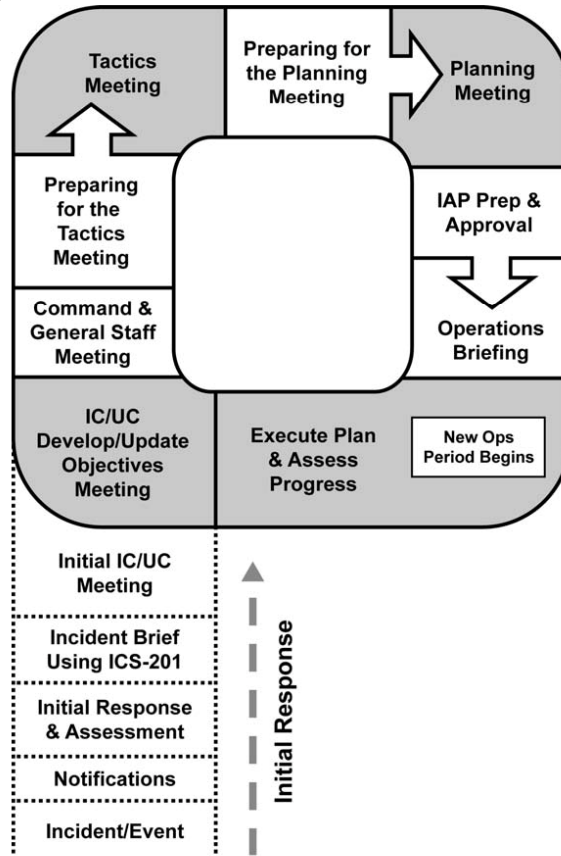 Tactics
Meeting
Preparing for
the Planning
Meeting
Planning
Meeting
Preparing
for the
Tactics
Meeting
IAP Prep &
Approval
Command &
General Staff
Meeting
Operations
Briefing
IC/UC
Develop/Update
Objectives
Meeting
Execute Plan
& Assess
Progress
New Ops
Period Begins
Initial IC/UC
Meeting
Incident Brief
Using ICS-201
Initial Response
& Assessment
Notifications
Incident/Event
Initial Response